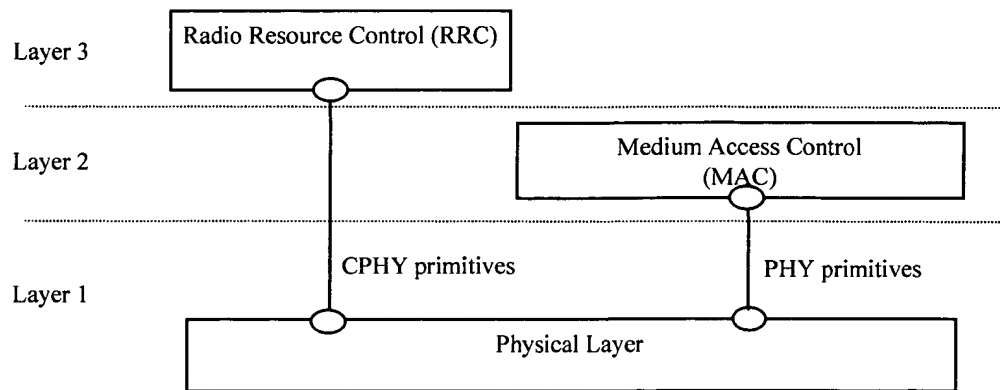 Radio Resource Control (RRC)
Layer 3
Medium Access Control
Layer 2
(MAC)
CPHY primitives
PHY primitives
Layer 1
Physical Layer